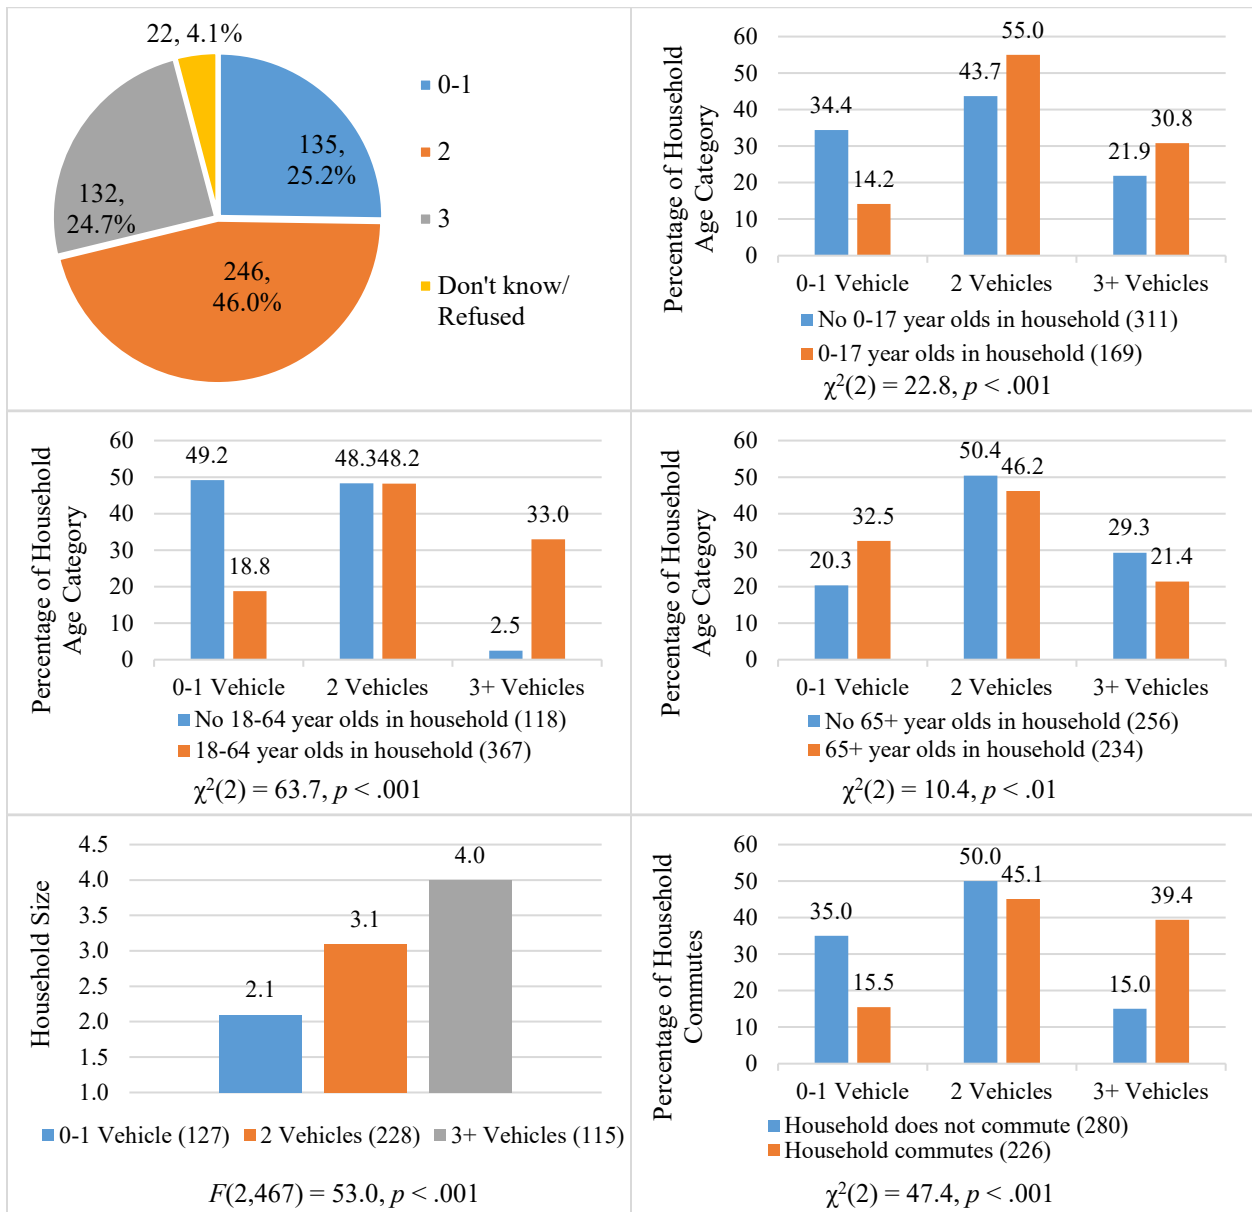 22, 4.1%
135,
25.2%
132,
24.7%
246,
46.0%
0-1
2
3
Don't know/
Refused
Percentage of Household
Age Category
60
50
40
30
20
10
0
34.4
14.2
43.7
55.0
21.9
30.8
0-1 Vehicle
2 Vehicles
3+ Vehicles
No 0-17 year olds in household (311)
0-17 year olds in household (169)
χ²(2) = 22.8, p < .001
Percentage of Household
Age Category
60
50
40
30
20
10
0
49.2
18.8
48.3
48.2
2.5
33.0
0-1 Vehicle
2 Vehicles
3+ Vehicles
No 18-64 year olds in household (118)
18-64 year olds in household (367)
χ²(2) = 63.7, p < .001
Percentage of Household
Age Category
60
50
40
30
20
10
0
20.3
32.5
50.4
46.2
29.3
21.4
0-1 Vehicle
2 Vehicles
3+ Vehicles
No 65+ year olds in household (256)
65+ year olds in household (234)
χ²(2) = 10.4, p < .01
Household Size
4.5
4.0
3.5
3.0
2.5
2.0
1.5
1.0
2.1
3.1
4.0
0-1 Vehicle (127)
2 Vehicles (228)
3+ Vehicles (115)
F(2,467) = 53.0, p < .001
Percentage of Household
Commutes
60
50
40
30
20
10
0
35.0
15.5
50.0
45.1
15.0
39.4
0-1 Vehicle
2 Vehicles
3+ Vehicles
Household does not commute (280)
Household commutes (226)
χ²(2) = 47.4, p < .001